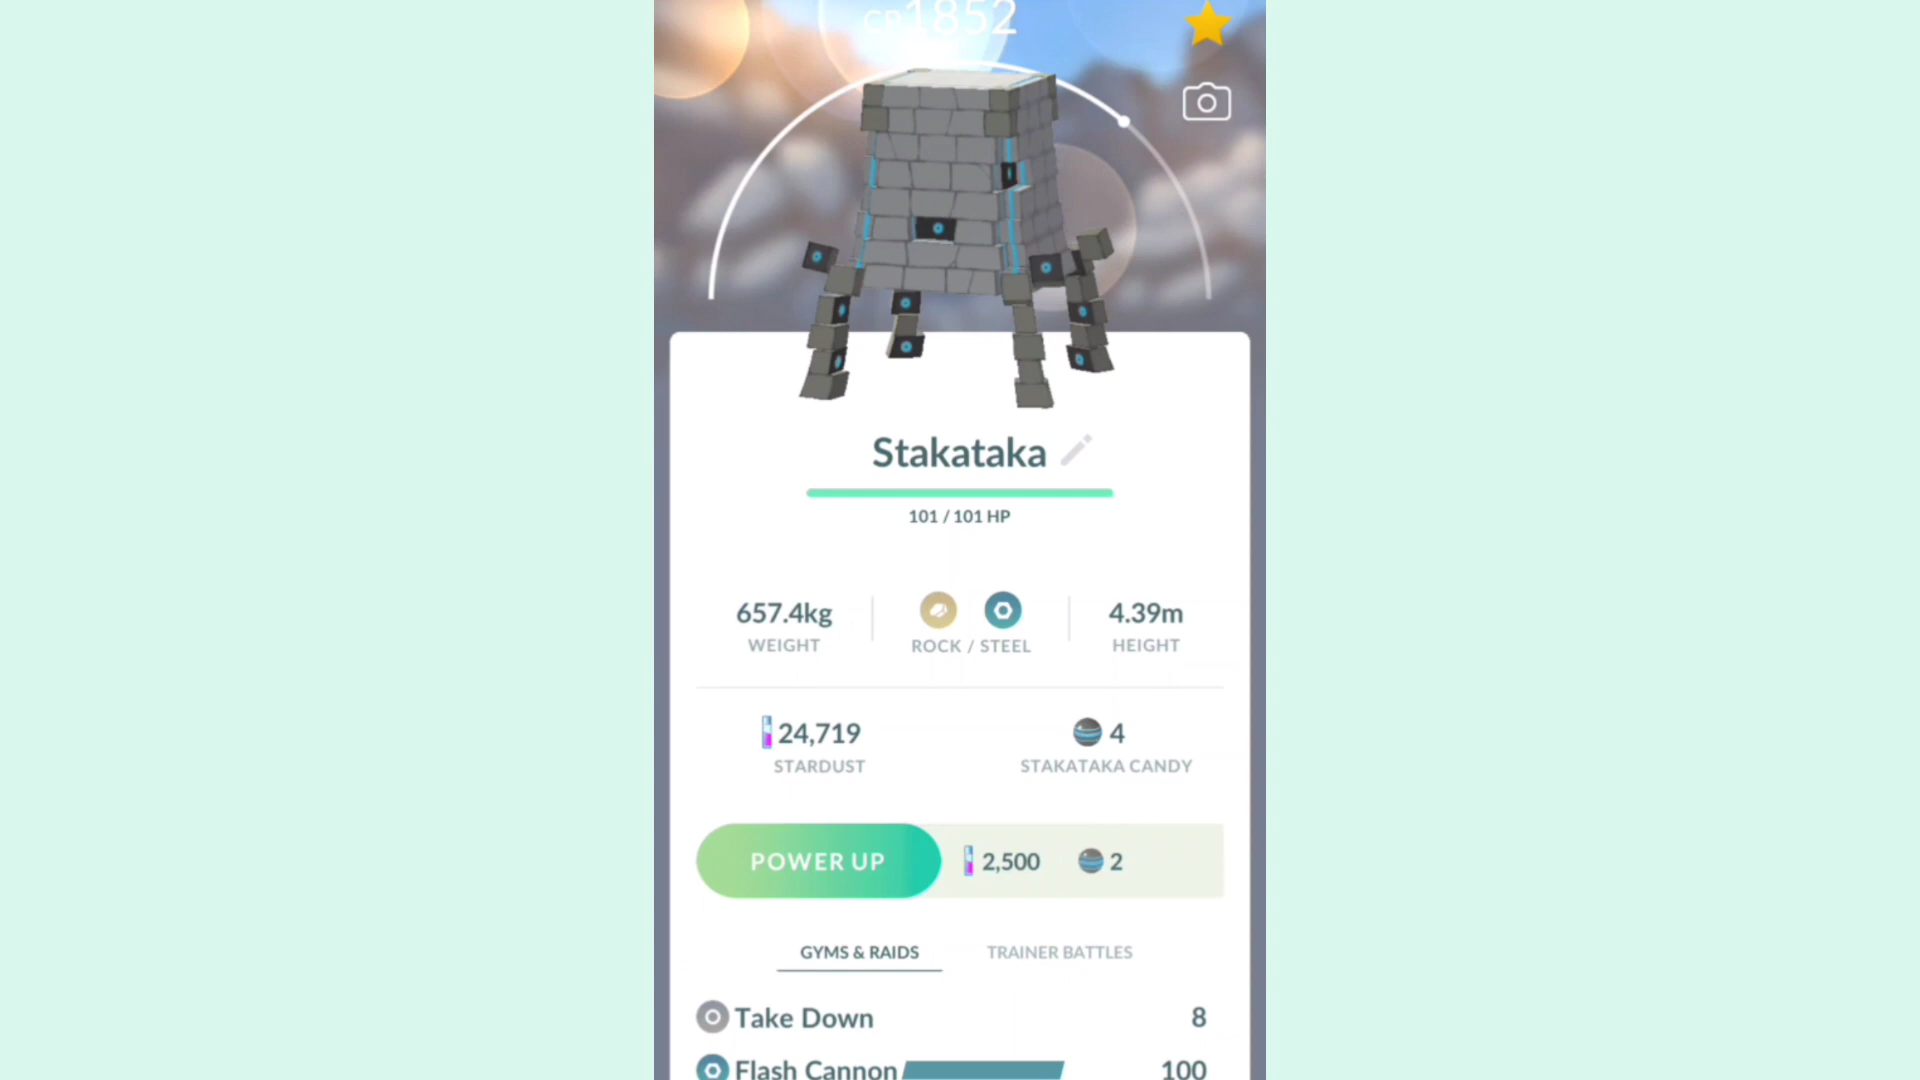 CP1852
Stakataka
101 / 101 HP
657.4kg
WEIGHT
ROCK / STEEL
4.39m
HEIGHT
24,719
STARDUST
4
STAKATAKA CANDY
POWER UP
2,500
2
GYMS & RAIDS
TRAINER BATTLES
Take Down
8
Flash Cannon
100